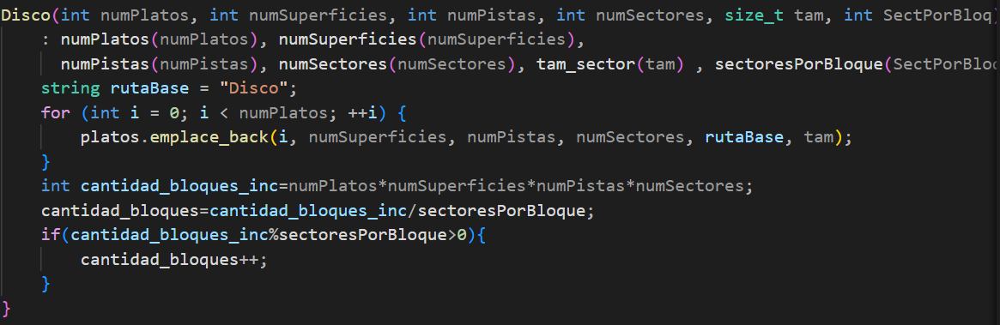 Disco(int numPlatos, int numSuperficies, int numPistas, int numSectores, size_t tam, int SectPorBloq)
    : numPlatos(numPlatos), numSuperficies(numSuperficies),
      numPistas(numPistas), numSectores(numSectores), tam_sector(tam) , sectoresPorBloque(SectPorBloq
    string rutaBase = "Disco";
    for (int i = 0; i < numPlatos; ++i) {
        platos.emplace_back(i, numSuperficies, numPistas, numSectores, rutaBase, tam);
    }
    int cantidad_bloques_inc=numPlatos*numSuperficies*numPistas*numSectores;
    cantidad_bloques=cantidad_bloques_inc/sectoresPorBloque;
    if(cantidad_bloques_inc%sectoresPorBloque>0){
        cantidad_bloques++;
    }
}